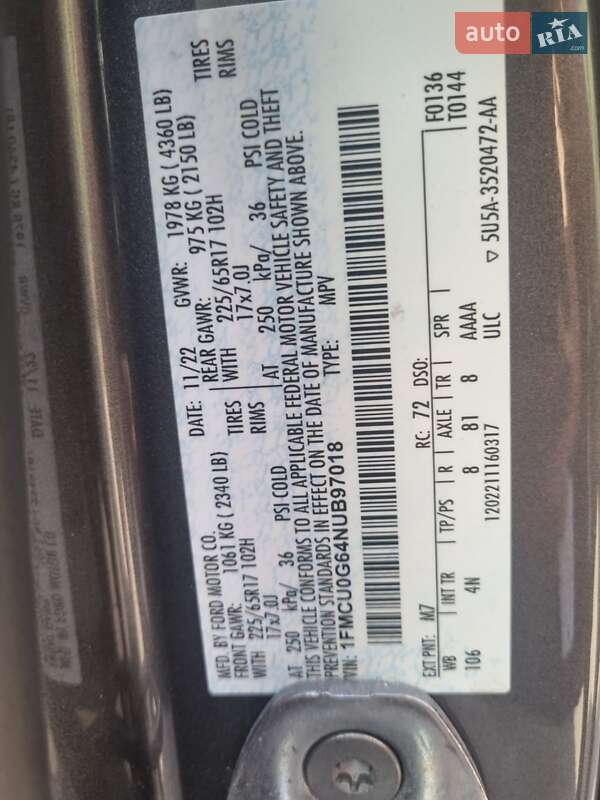 auto RIA .com
MFD. BY FORD MOTOR CO.
DATE: 11/22 GVWR: 1978 KG ( 4360 LB)
FRONT GAWR: 1061 KG ( 2340 LB) REAR GAWR: 975 KG ( 2150 LB)
WITH 225/65R17 102H TIRES WITH 225/65R17 102H TIRES
17x7.0J RIMS 17x7.0J RIMS
AT 250 kPa/ 36 PSI COLD AT 250 kPa/ 36 PSI COLD
THIS VEHICLE CONFORMS TO ALL APPLICABLE FEDERAL MOTOR VEHICLE SAFETY AND THEFT
PREVENTION STANDARDS IN EFFECT ON THE DATE OF MANUFACTURE SHOWN ABOVE.
VIN: 1FMCU0G64NUB97018 TYPE: MPV
F0136
T0144
EXT PNT: M7 RC: 72 DSO:
WB INT TR TP/PS R AXLE TR SPR
106 4N 8 81 8 AAAA
1202211160317 ULC
▽ 5U5A-3520472-AA